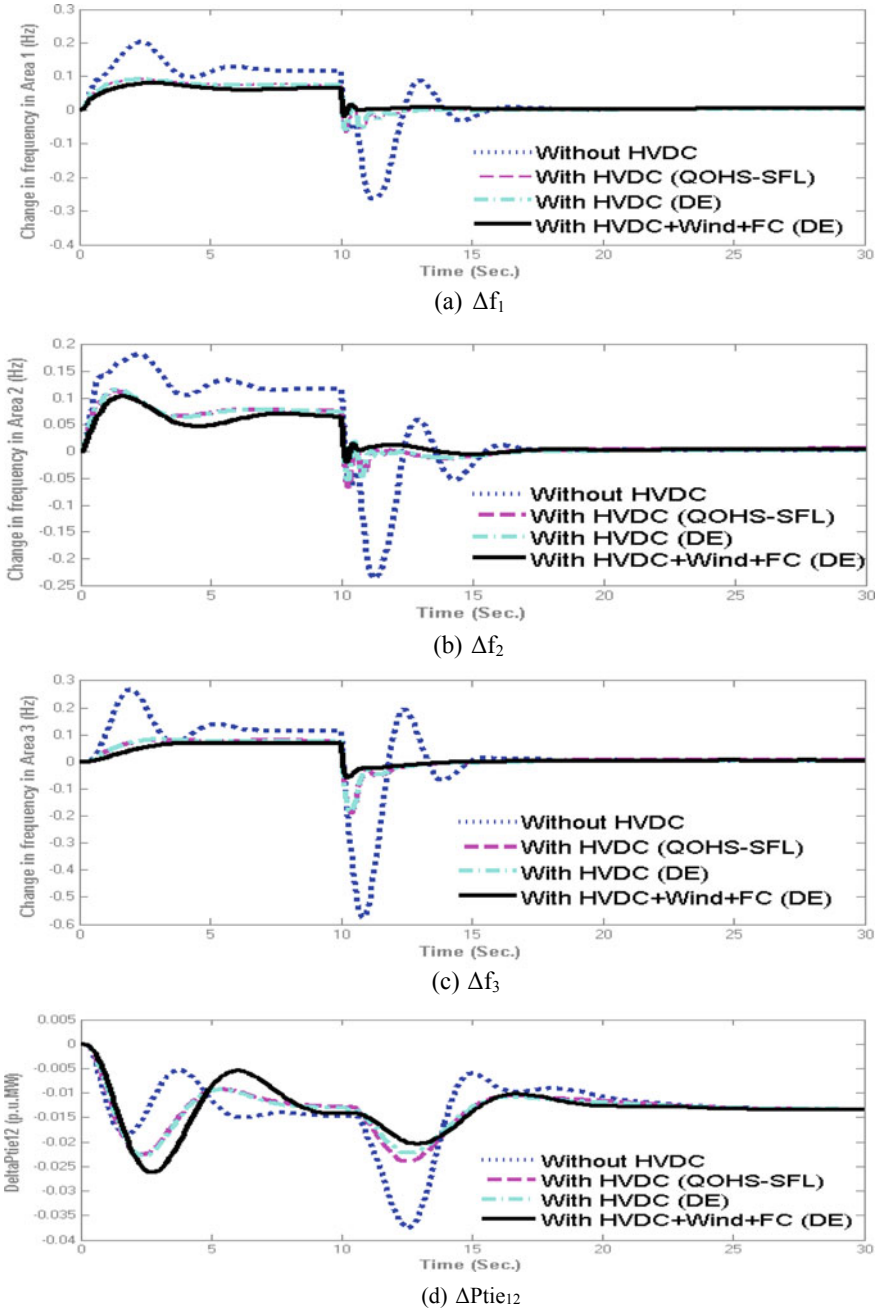 0.3
0.2
0.1
0
-0.1
-0.2
-0.3
-0.4
Change in frequency in Area 1 (Hz)
Without HVDC
With HVDC (QOHS-SFL)
With HVDC (DE)
With HVDC+Wind+FC (DE)
0 5 10 15 20 25 30
Time (Sec.)
(a) Δf1
0.2
0.15
0.1
0.05
0
-0.05
-0.1
-0.15
-0.2
-0.25
Change in frequency in Area 2 (Hz)
Without HVDC
With HVDC (QOHS-SFL)
With HVDC (DE)
With HVDC+Wind+FC (DE)
0 5 10 15 20 25 30
Time (Sec.)
(b) Δf2
0.3
0.2
0.1
0
-0.1
-0.2
-0.3
-0.4
-0.5
-0.6
Change in frequency in Area 3 (Hz)
Without HVDC
With HVDC (QOHS-SFL)
With HVDC (DE)
With HVDC+Wind+FC (DE)
0 5 10 15 20 25 30
Time (Sec.)
(c) Δf3
0.005
0
-0.005
-0.01
-0.015
-0.02
-0.025
-0.03
-0.035
-0.04
DeltaPtie12 (p.u.MW)
Without HVDC
With HVDC (QOHS-SFL)
With HVDC (DE)
With HVDC+Wind+FC (DE)
0 5 10 15 20 25 30
Time (Sec.)
(d) ΔPtie12